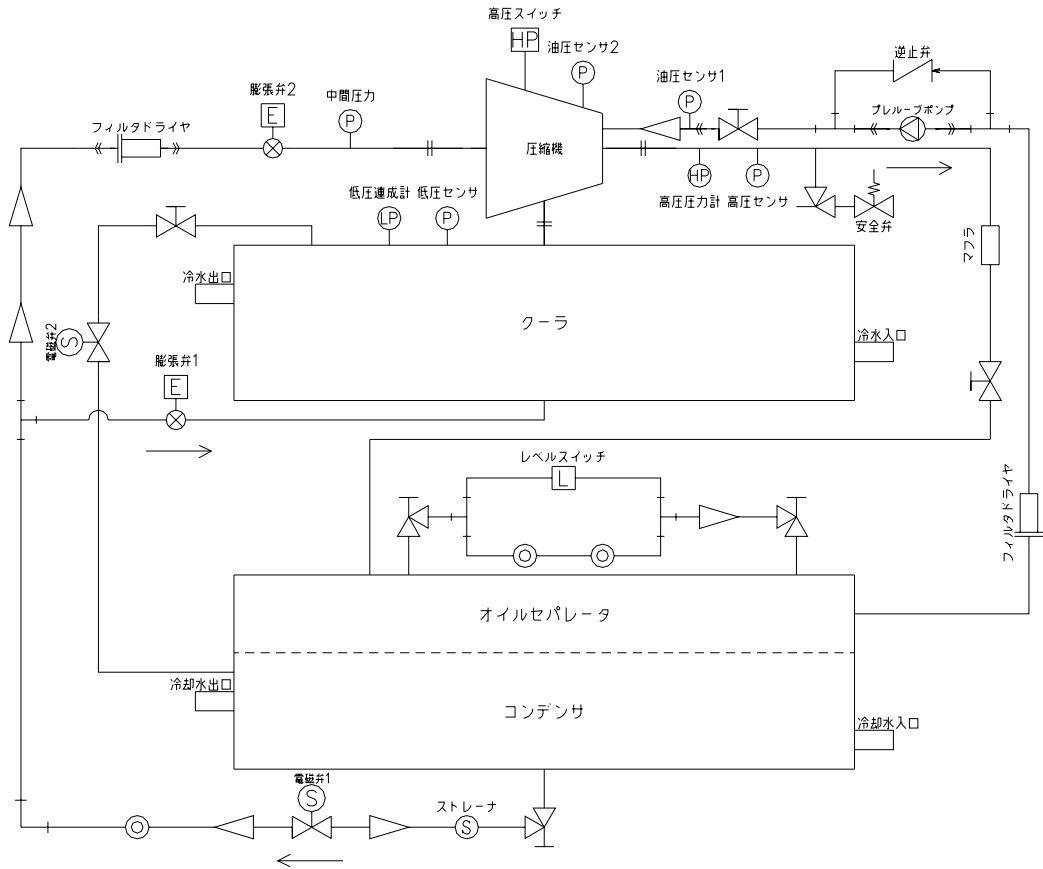 高圧スイッチ
HP
油圧センサ2
P
逆止弁
油圧センサ1
P
膨張弁2
E
中間圧力
P
プレルーブポンプ
フィルタドライヤ
圧縮機
HP
P
高圧圧力計 高圧センサ
低圧連成計 低圧センサ
LP
P
安全弁
マフラ
冷水出口
クーラ
冷水入口
電磁弁2
S
膨張弁1
E
レベルスイッチ
L
フィルタドライヤ
オイルセパレータ
冷却水出口
コンデンサ
冷却水入口
電磁弁1
S
ストレーナ
S